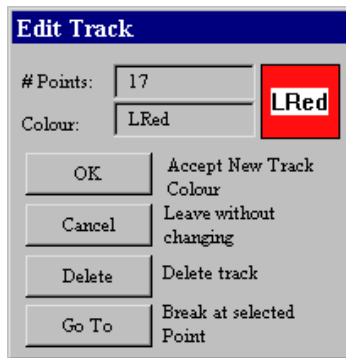 Edit Track
# Points: 17
LRed
Colour: LRed
OK Accept New Track
Colour
Cancel Leave without
changing
Delete Delete track
Go To Break at selected
Point